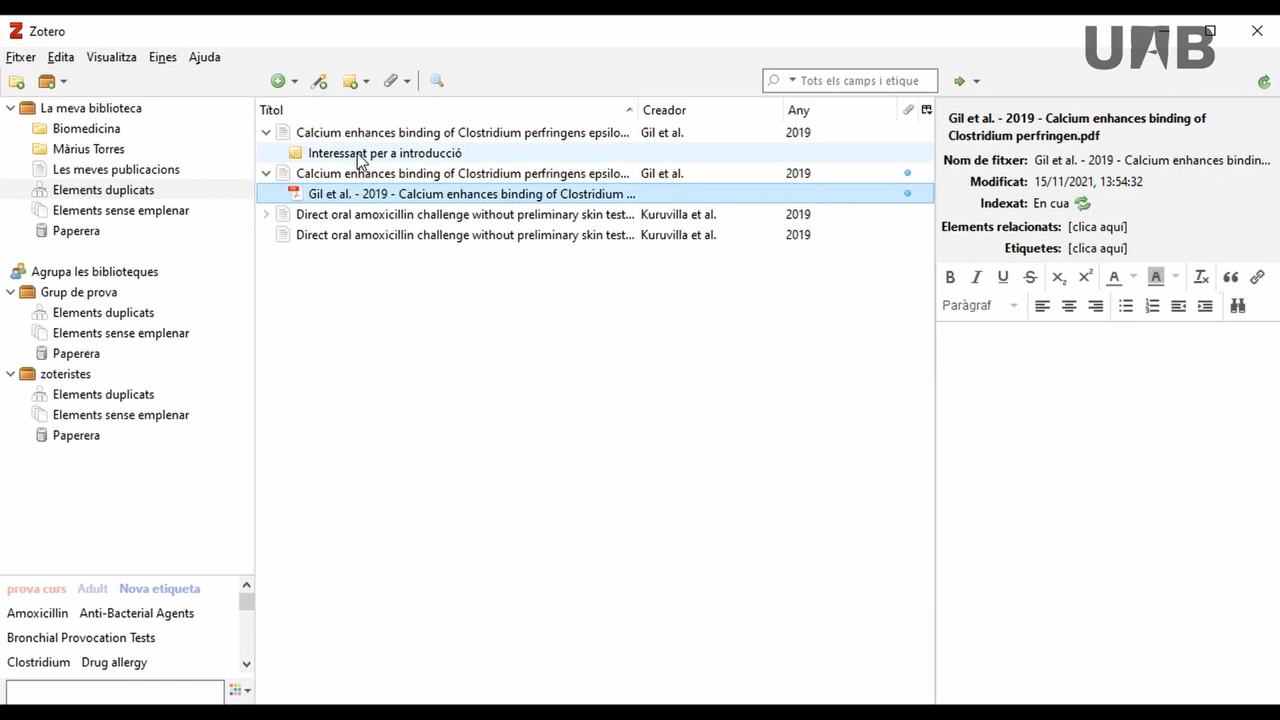 Zotero
UAB
Fitxer Edita Visualitza Eines Ajuda
Tots els camps i etique
La meva biblioteca
Biomedicina
Màrius Torres
Les meves publicacions
Elements duplicats
Elements sense emplenar
Paperera
Agrupa les biblioteques
Grup de prova
Elements duplicats
Elements sense emplenar
Paperera
zoteristes
Elements duplicats
Elements sense emplenar
Paperera
prova curs Adult Nova etiqueta
Amoxicillin Anti-Bacterial Agents
Bronchial Provocation Tests
Clostridium Drug allergy
Títol Creador Any
Calcium enhances binding of Clostridium perfringens epsilo... Gil et al. 2019
Interessant per a introducció
Calcium enhances binding of Clostridium perfringens epsilo... Gil et al. 2019
Gil et al. - 2019 - Calcium enhances binding of Clostridium ...
Direct oral amoxicillin challenge without preliminary skin test... Kuruvilla et al. 2019
Direct oral amoxicillin challenge without preliminary skin test... Kuruvilla et al. 2019
Gil et al. - 2019 - Calcium enhances binding of
Clostridium perfringen.pdf
Nom de fitxer: Gil et al. - 2019 - Calcium enhances bindin...
Modificat: 15/11/2021, 13:54:32
Indexat: En cua
Elements relacionats: [clica aquí]
Etiquetes: [clica aquí]
B I U S X₂ X² A A Tx
Paràgraf